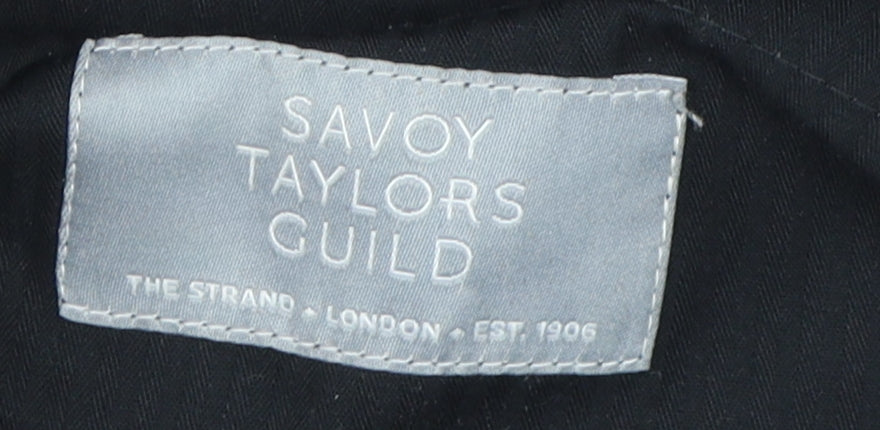 SAVOY
TAYLORS
GUILD
THE STRAND + LONDON + EST. 1906